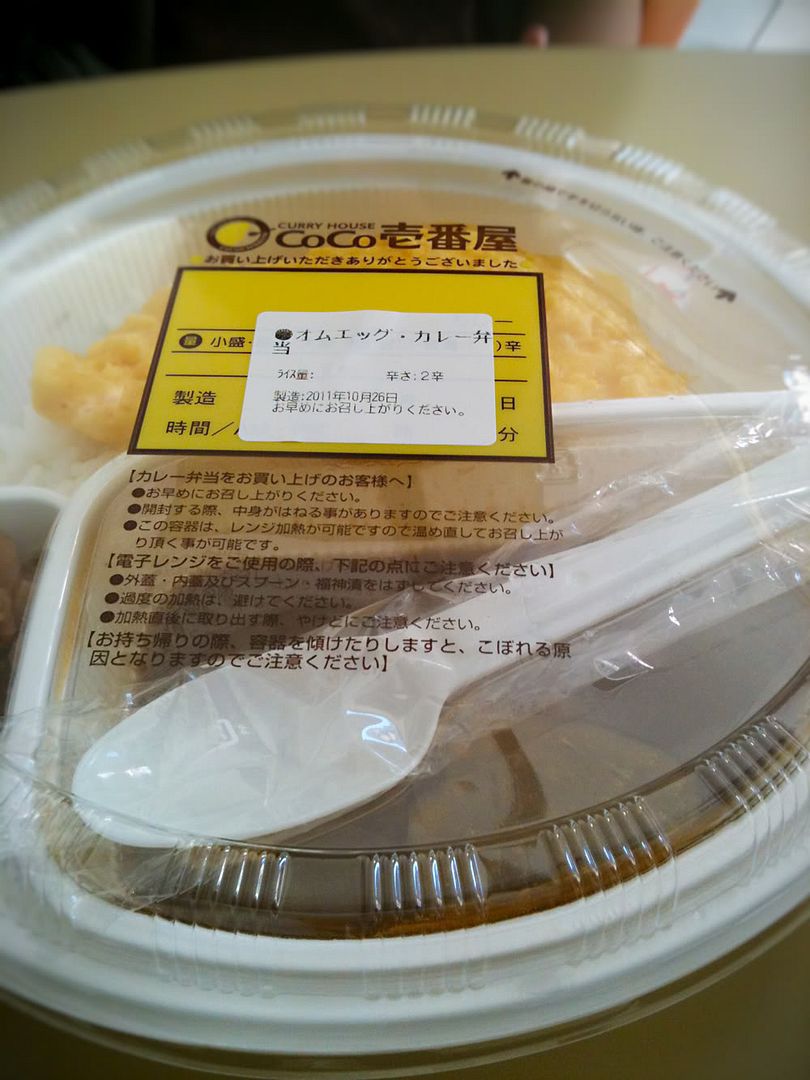 CURRY HOUSE
CoCo壱番屋
お買い上げいただきありがとうございました
量 小盛・
)辛
●オムエッグ・カレー弁
当
ﾗｲｽ量: 辛さ:2辛
製造:2011年10月26日
お早めにお召し上がりください。
製造 日
時間/ 分
【カレー弁当をお買い上げのお客様へ】
●お早めにお召し上がりください。
●開封する際、中身がはねる事がありますのでご注意ください。
●この容器は、レンジ加熱が可能ですので温め直してお召し上が
り頂く事が可能です。
【電子レンジをご使用の際、下記の点にご注意ください】
●外蓋・内蓋及びスプーン・福神漬をはずしてください。
●過度の加熱は、避けてください。
●加熱直後に取り出す際、やけどにご注意ください。
【お持ち帰りの際、容器を傾けたりしますと、こぼれる原
因となりますのでご注意ください】